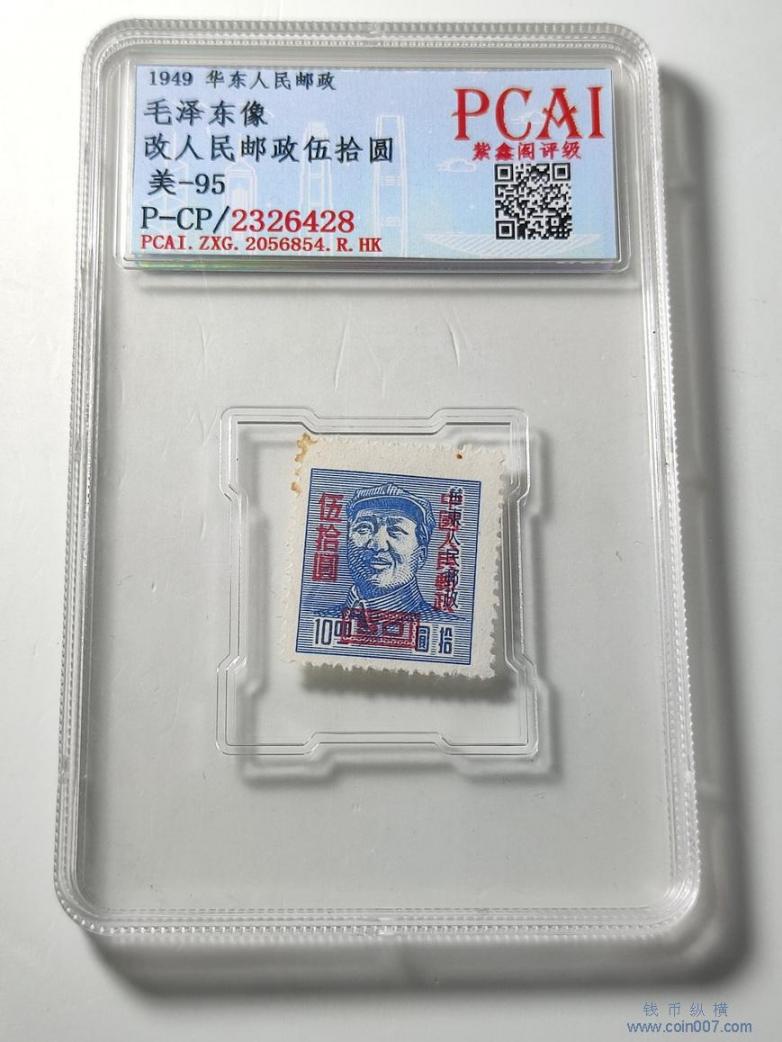 1949 华东人民邮政
毛泽东像
改人民邮政伍拾圆
美-95
P-CP/2326428
PCAI.ZXG.2056854.R.HK
PCAI
紫鑫阁评级
伍拾圓
中國人民郵政
10.00
圓拾
钱币纵横
www.coin007.com